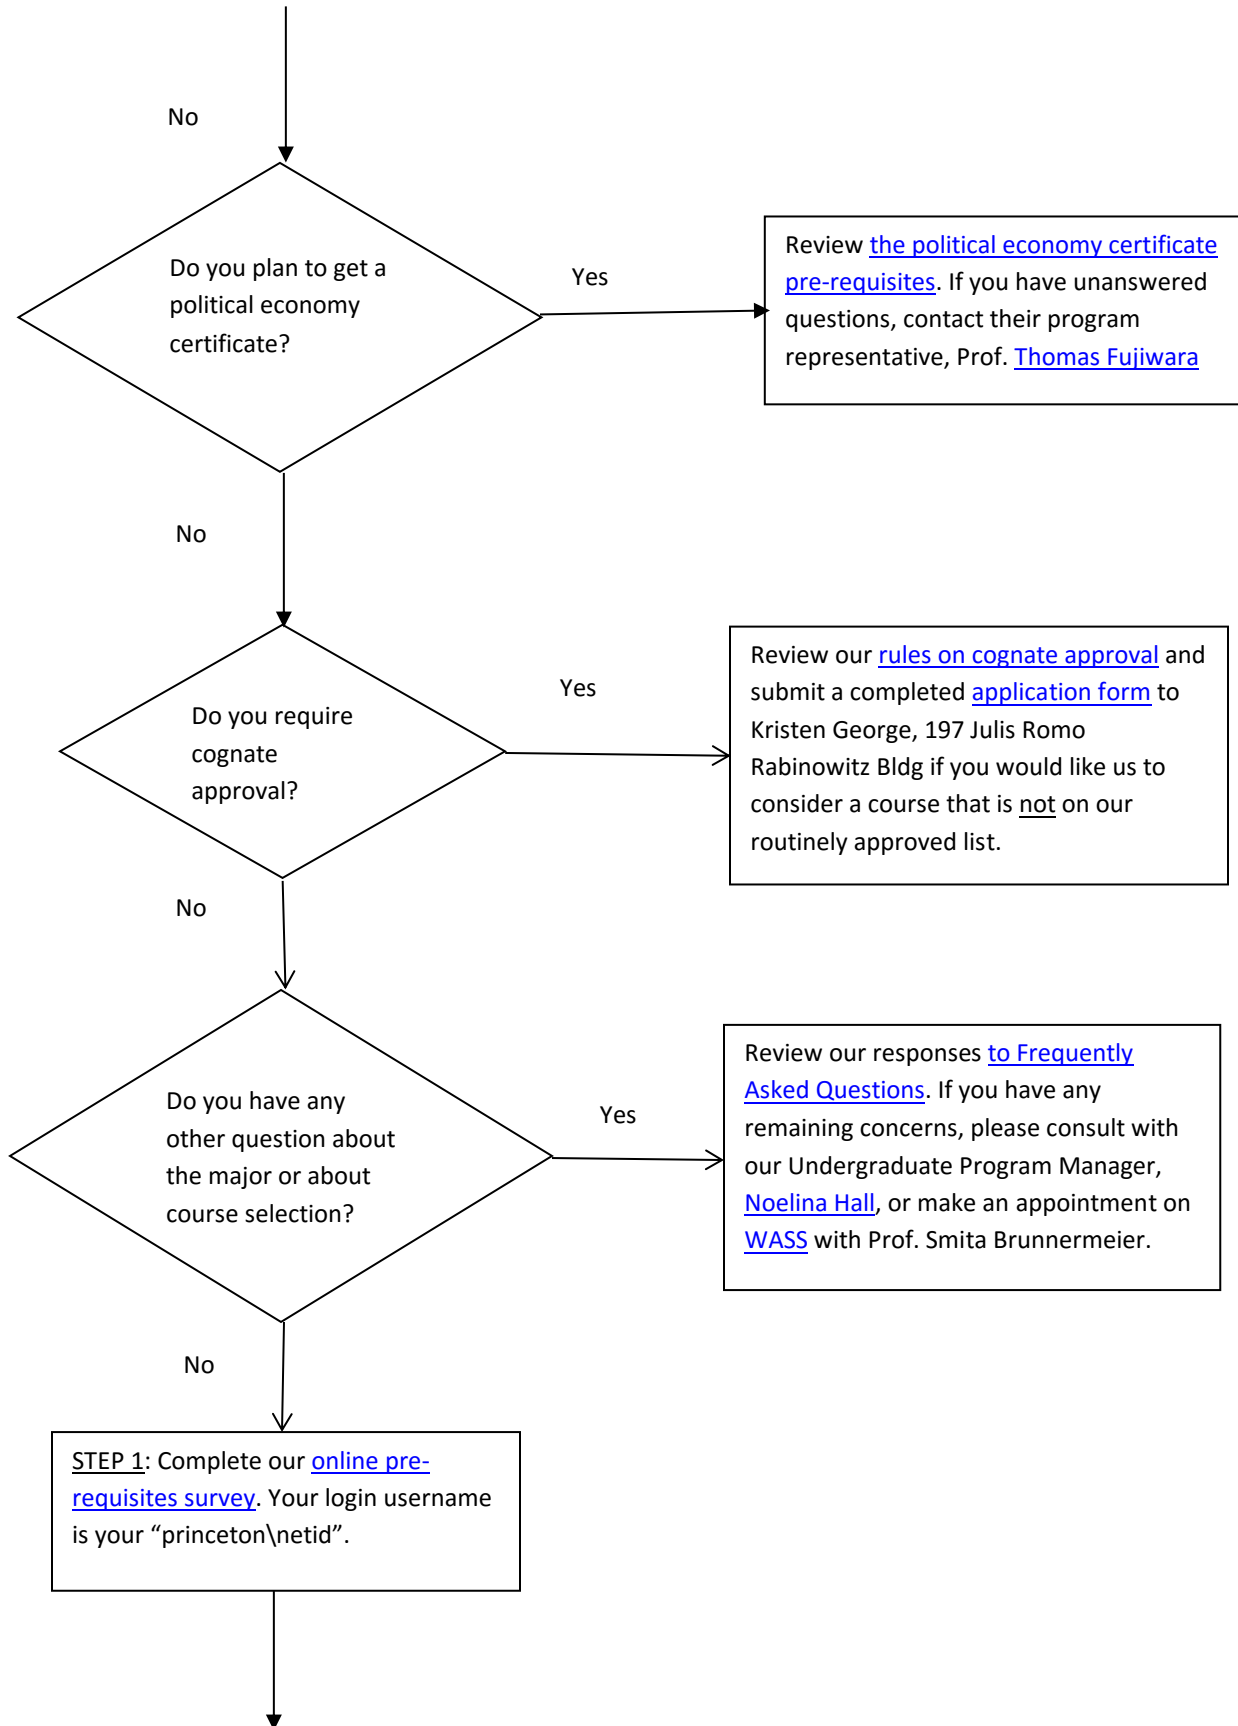 No
Do you plan to get a
political economy
certificate?
Yes
Review the political economy certificate
pre-requisites. If you have unanswered
questions, contact their program
representative, Prof. Thomas Fujiwara
No
Do you require
cognate
approval?
Yes
Review our rules on cognate approval and
submit a completed application form to
Kristen George, 197 Julis Romo
Rabinowitz Bldg if you would like us to
consider a course that is not on our
routinely approved list.
No
Do you have any
other question about
the major or about
course selection?
Yes
Review our responses to Frequently
Asked Questions. If you have any
remaining concerns, please consult with
our Undergraduate Program Manager,
Noelina Hall, or make an appointment on
WASS with Prof. Smita Brunnermeier.
No
STEP 1: Complete our online pre-
requisites survey. Your login username
is your “princeton\netid”.